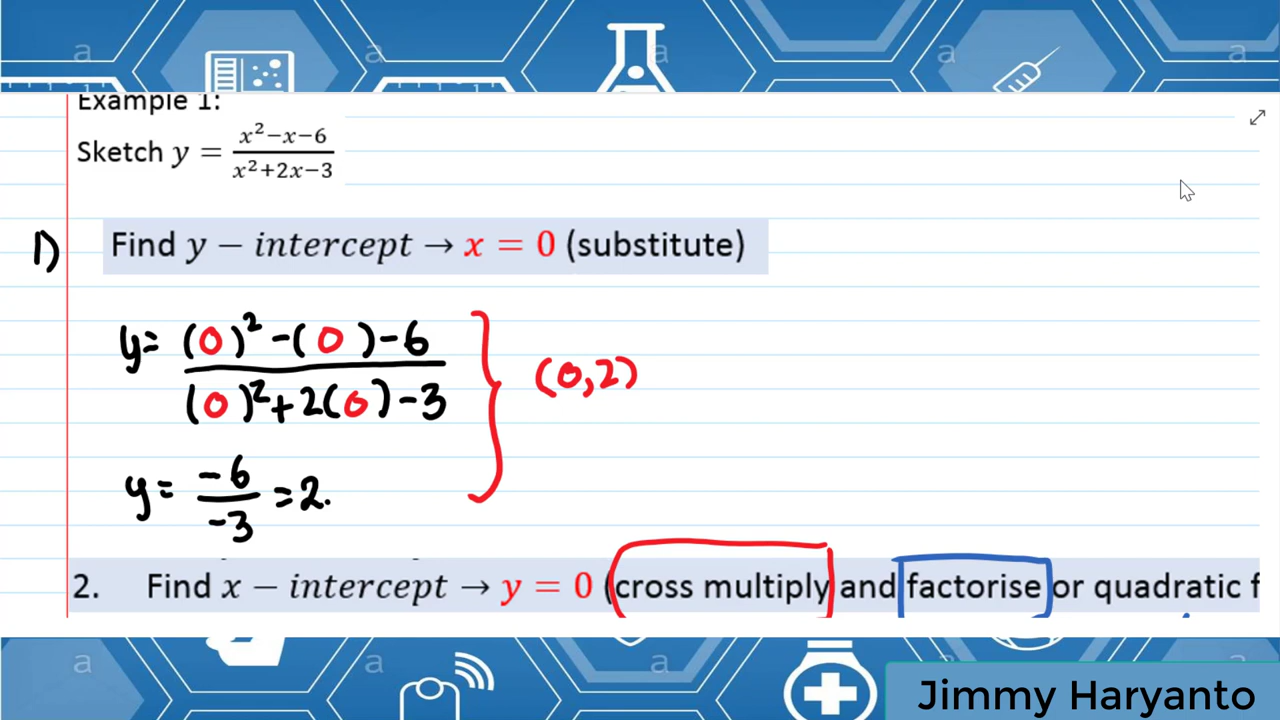 Example 1:
Sketch y = x²−x−6 / x²+2x−3
1) Find y − intercept → x = 0 (substitute)
y = (0)² −(0)−6 / (0)²+2(0)−3
(0,2)
y = −6 / −3 = 2.
2. Find x − intercept → y = 0 (cross multiply and factorise or quadratic f
a a a a a
a a a a
Jimmy Haryanto